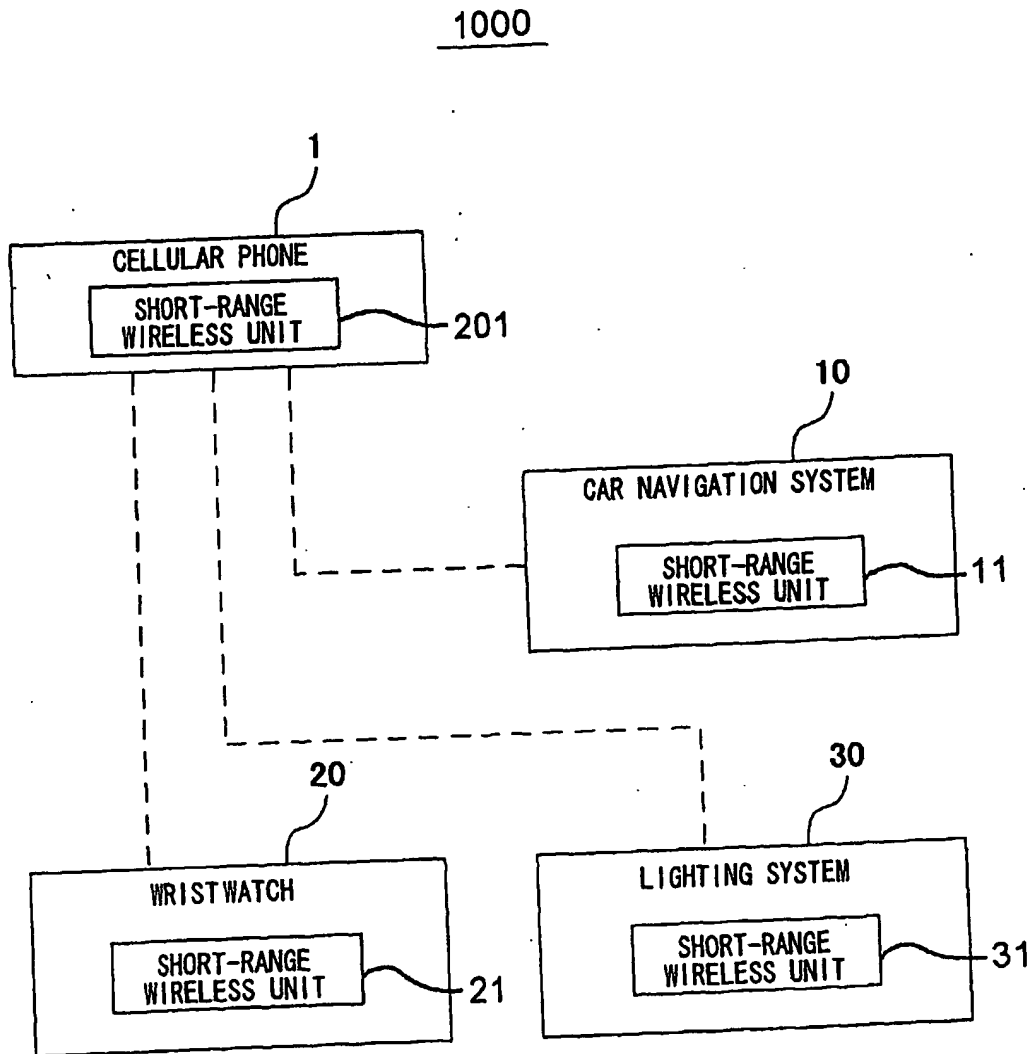 1000
1
CELLULAR PHONE
SHORT-RANGE
WIRELESS UNIT
201
10
CAR NAVIGATION SYSTEM
SHORT-RANGE
WIRELESS UNIT
11
20
WRISTWATCH
SHORT-RANGE
WIRELESS UNIT
21
30
LIGHTING SYSTEM
SHORT-RANGE
WIRELESS UNIT
31